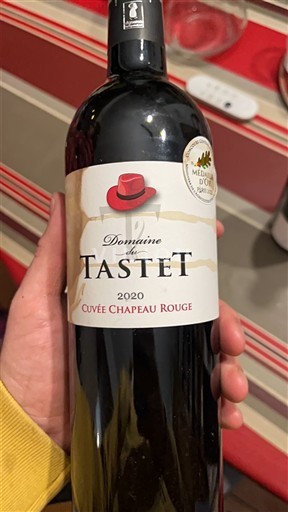 Domaine
du
TASTET
2020
CUVÉE CHAPEAU ROUGE
MÉDAILLE
D'OR